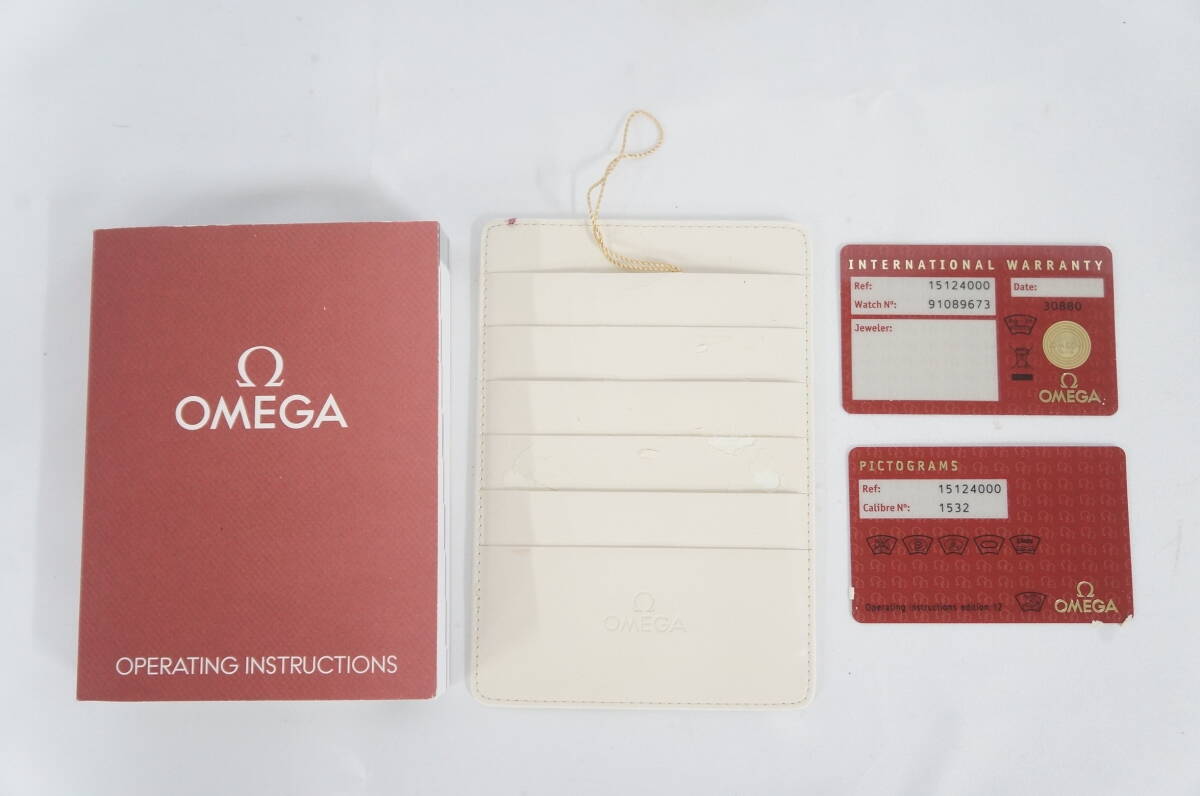 Ω
OMEGA
OPERATING INSTRUCTIONS
Ω
OMEGA
INTERNATIONAL WARRANTY
Ref: 15124000
Watch Nº: 91089673
Date:
30880
Jeweler:
Ω
OMEGA
PICTOGRAMS
Ref: 15124000
Calibre Nº: 1532
Operating instructions edition 12
Ω
OMEGA